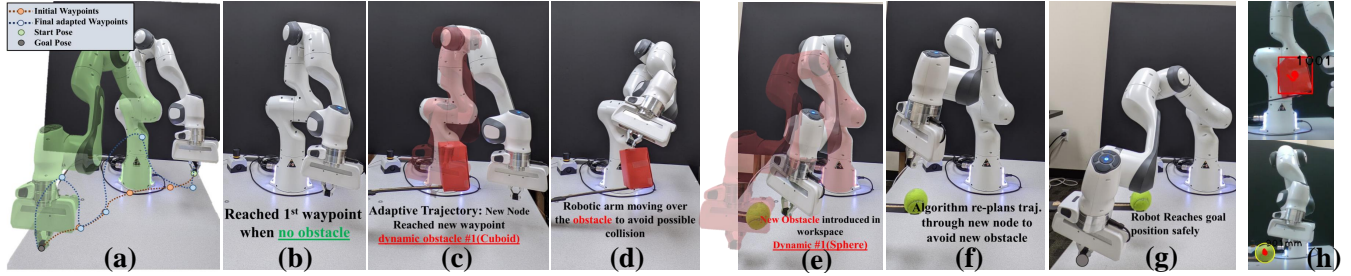 Initial Waypoints
Final adapted Waypoints
Start Pose
Goal Pose
(a)
Reached 1st waypoint
when no obstacle
(b)
Adaptive Trajectory: New Node
Reached new waypoint
dynamic obstacle #1(Cuboid)
(c)
Robotic arm moving over
the obstacle to avoid possible
collision
(d)
New Obstacle introduced in
workspace
Dynamic #1(Sphere)
(e)
Algorithm re-plans traj.
through new node to
avoid new obstacle
(f)
Robot Reaches goal
position safely
(g)
1001
(h)